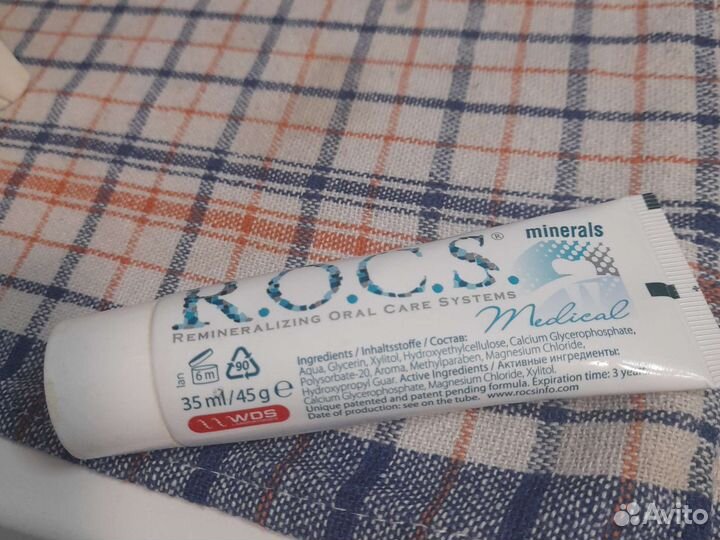 minerals
R.O.C.S.®
REMINERALIZING ORAL CARE SYSTEMS
Medical
Ingredients / Inhaltsstoffe / Состав:
Aqua, Glycerin, Xylitol, Hydroxyethylcellulose, Calcium Glycerophosphate,
Polysorbate-20, Aroma, Methylparaben, Magnesium Chloride,
Hydroxypropyl Guar. Active Ingredients / Активные ингредиенты:
Calcium Glycerophosphate, Magnesium Chloride, Xylitol.
Unique patented and patent pending formula. Expiration time: 3 years
Date of production: see on the tube. www.rocsinfo.com
6 m
90
35 ml/45 g e
WDS
Avito